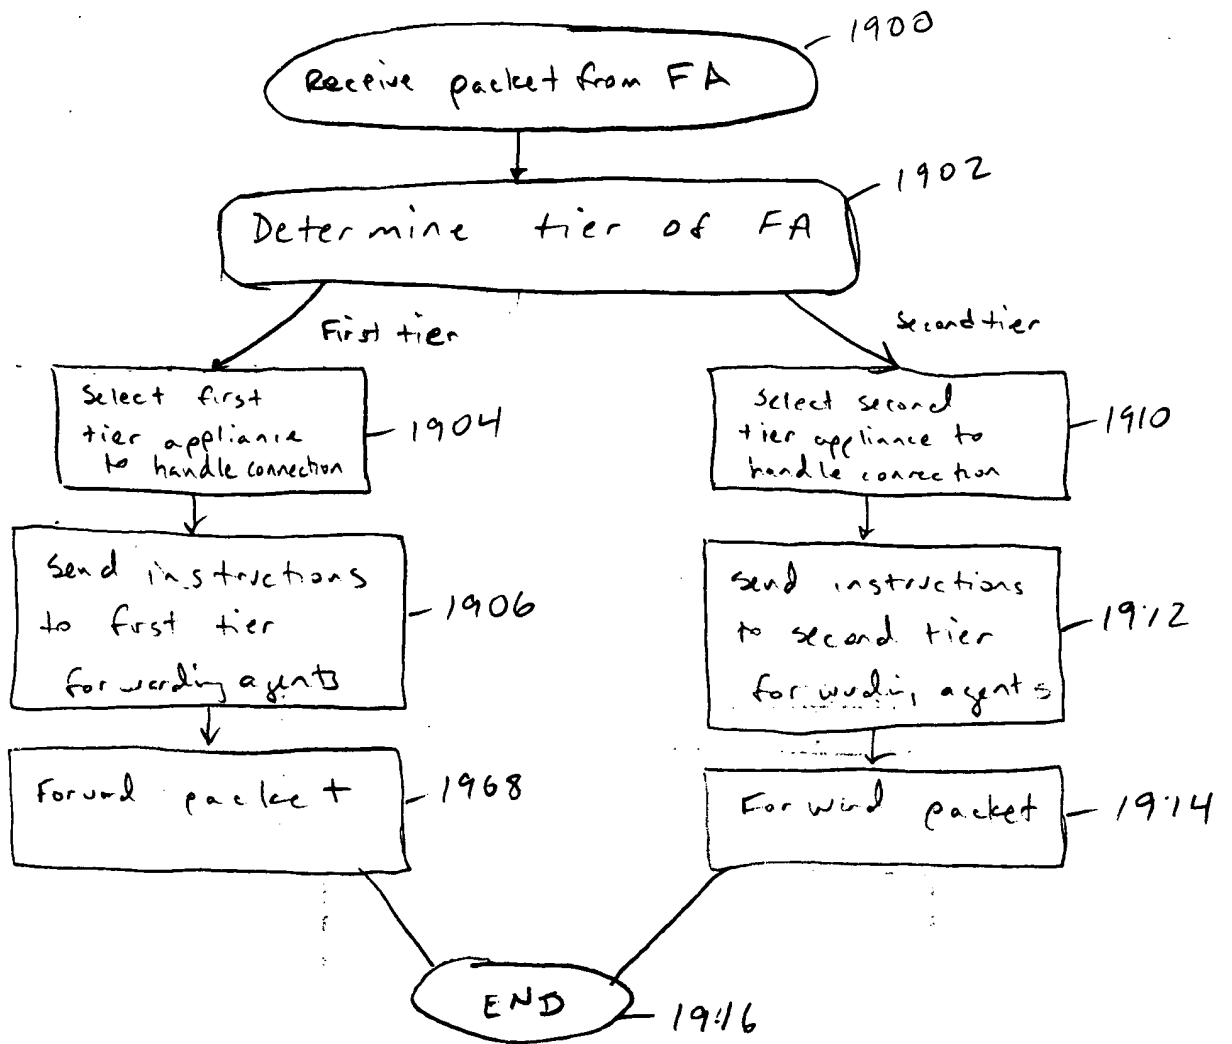 1900
Receive packet from FA
1902
Determine tier of FA
First tier
Second tier
Select first
tier appliance
to handle connection
1904
Select second
tier appliance to
handle connection
1910
Send instructions
to first tier
forwarding agents
1906
Send instructions
to second tier
forwarding agents
1912
Forward packet
1968
Forward packet
1914
END
1916